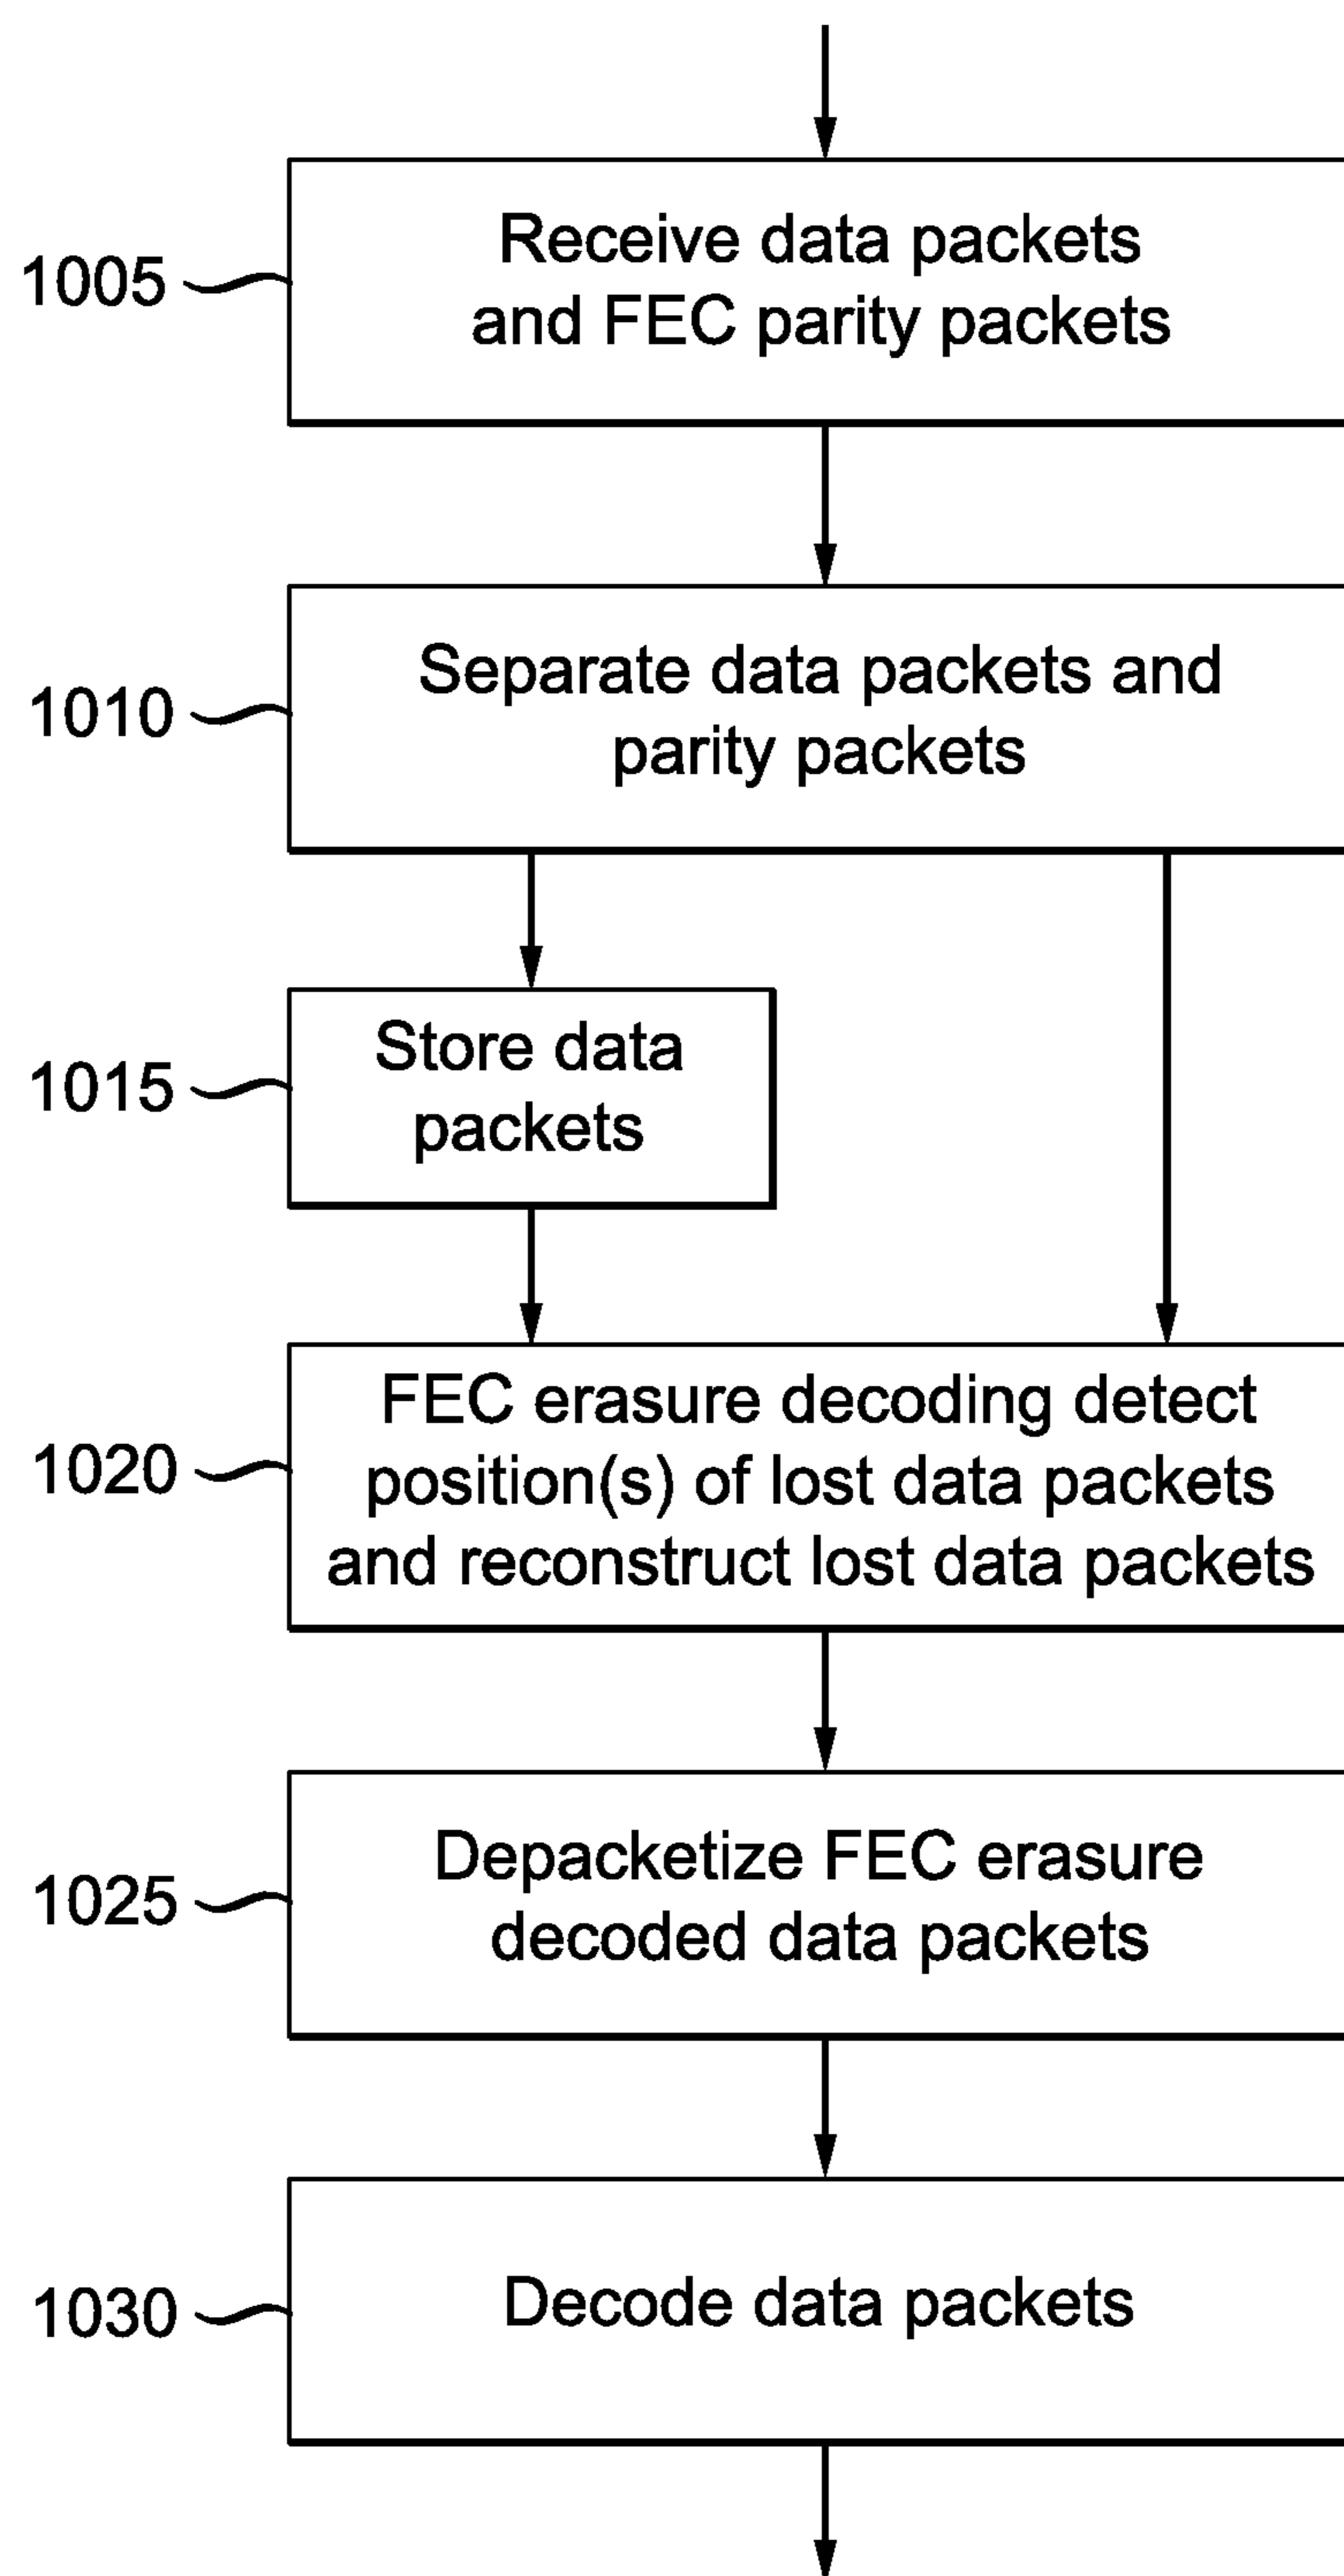 1005
Receive data packets
and FEC parity packets
1010
Separate data packets and
parity packets
1015
Store data
packets
1020
FEC erasure decoding detect
position(s) of lost data packets
and reconstruct lost data packets
1025
Depacketize FEC erasure
decoded data packets
1030
Decode data packets